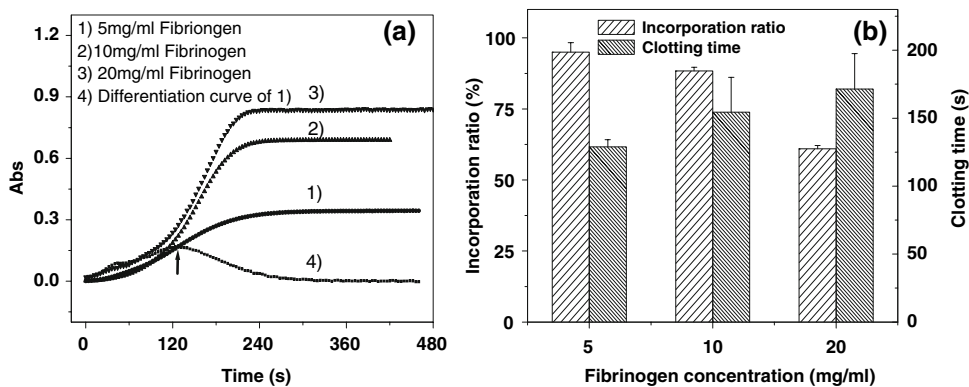 (a)
1) 5mg/ml Fibriongen
2)10mg/ml Fibrinogen
3) 20mg/ml Fibrinogen
4) Differentiation curve of 1)
3)
2)
1)
4)
1.2
0.9
0.6
0.3
0.0
Abs
0 60 120 240 360 480
Time (s)
(b)
Incorporation ratio
Clotting time
100
75
50
25
0
Incorporation ratio (%)
200
150
100
50
0
Clotting time (s)
5 10 20
Fibrinogen concentration (mg/ml)